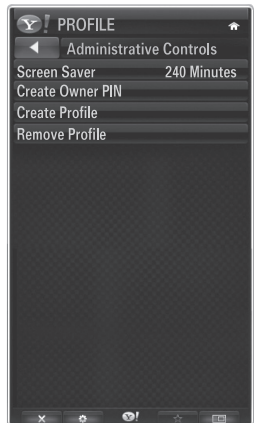 Y! PROFILE
Administrative Controls
Screen Saver 240 Minutes
Create Owner PIN
Create Profile
Remove Profile
Y!